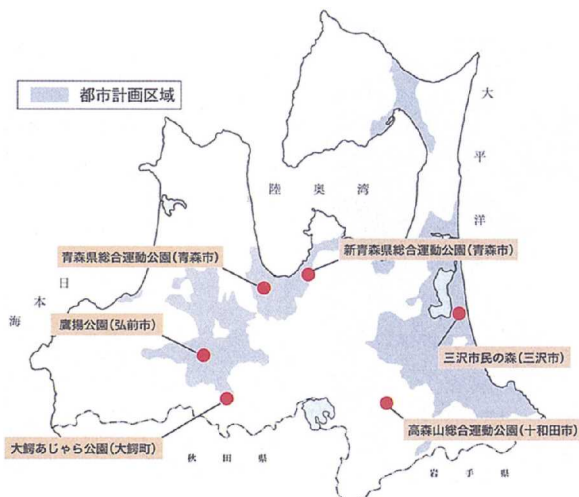 都市計画区域
大平洋
陸奥湾
青森県総合運動公園(青森市)
新青森県総合運動公園(青森市)
日本海
鷹揚公園(弘前市)
三沢市民の森(三沢市)
大鰐あじゃら公園(大鰐町)
高森山総合運動公園(十和田市)
秋田県
岩手県